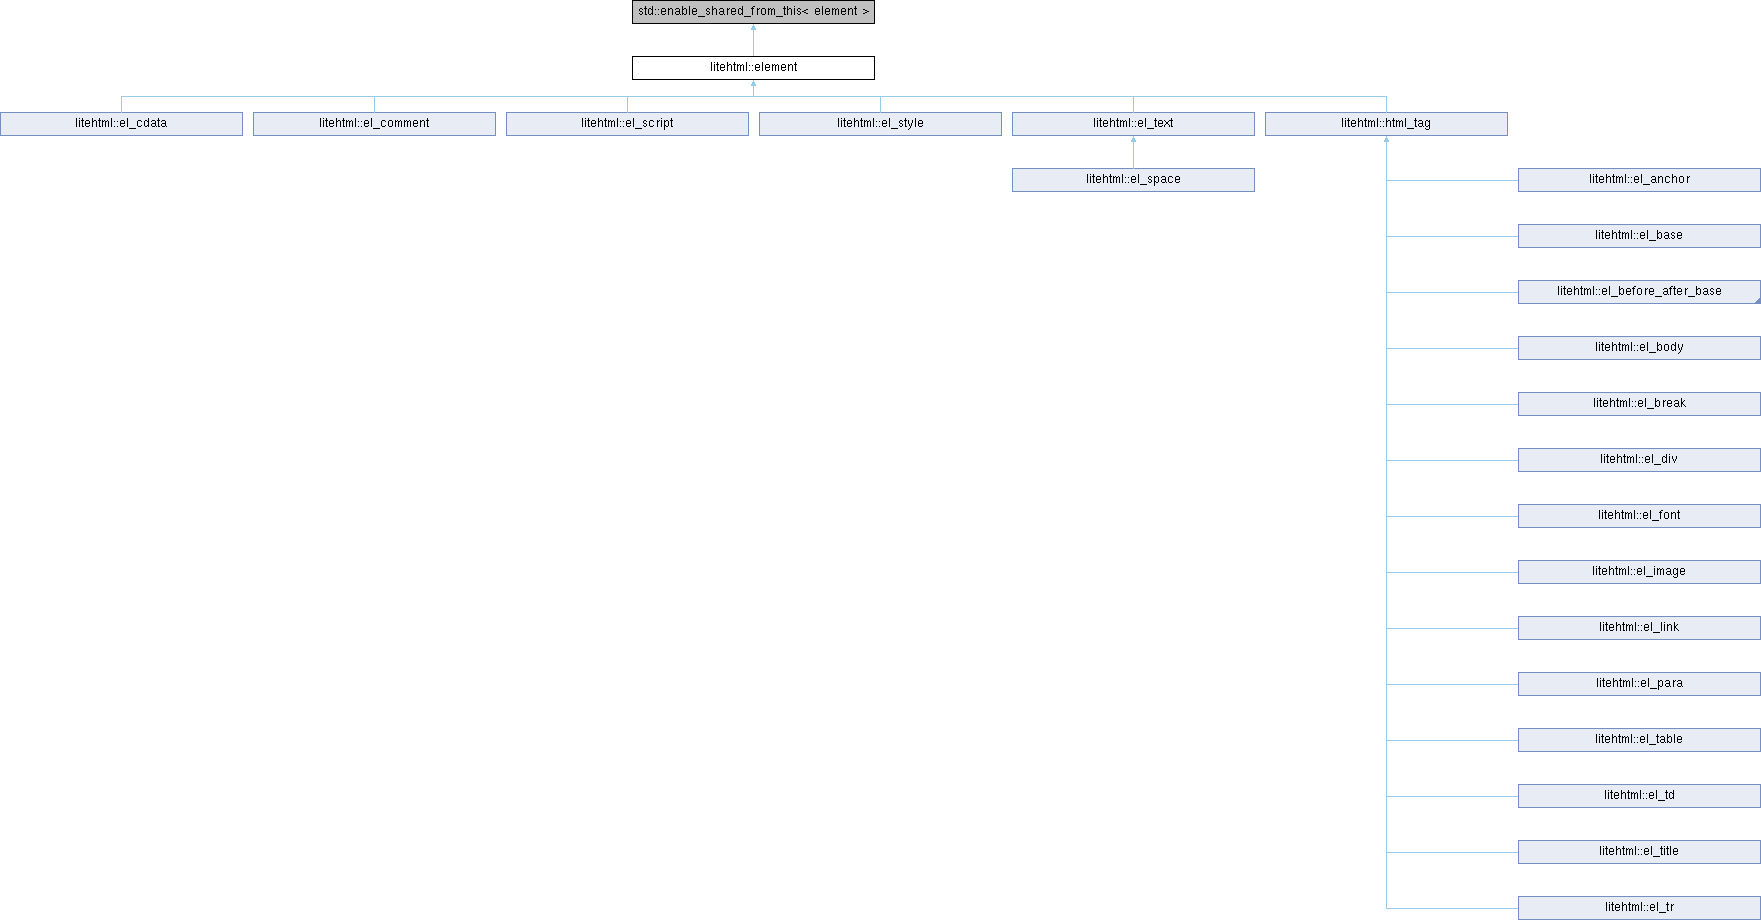 std::enable_shared_from_this< element >
litehtml::element
litehtml::el_cdata
litehtml::el_comment
litehtml::el_script
litehtml::el_style
litehtml::el_text
litehtml::html_tag
litehtml::el_space
litehtml::el_anchor
litehtml::el_base
litehtml::el_before_after_base
litehtml::el_body
litehtml::el_break
litehtml::el_div
litehtml::el_font
litehtml::el_image
litehtml::el_link
litehtml::el_para
litehtml::el_table
litehtml::el_td
litehtml::el_title
litehtml::el_tr